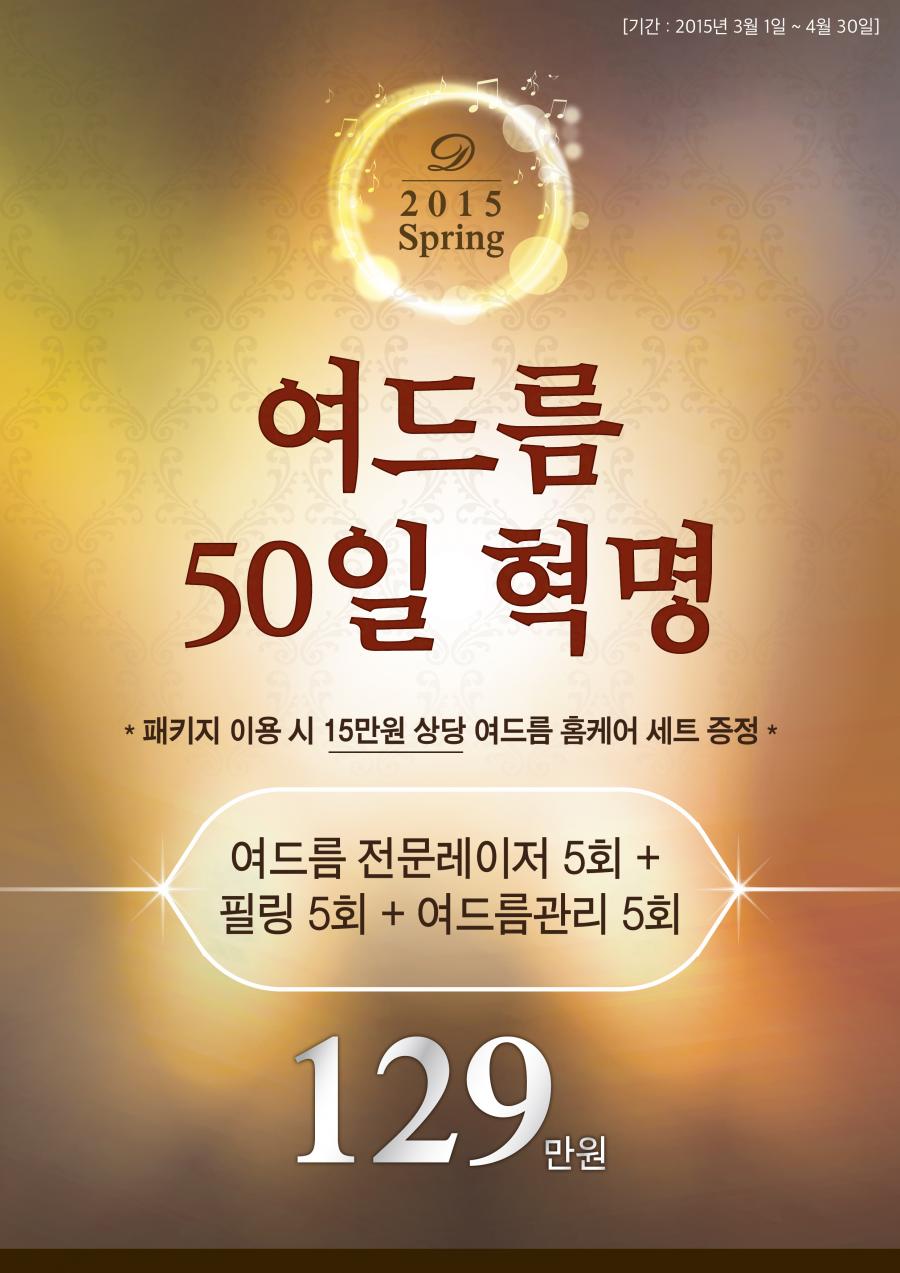 [기간 : 2015년 3월 1일 ~ 4월 30일]
D
2015
Spring
여드름
50일 혁명
* 패키지 이용 시 15만원 상당 여드름 홈케어 세트 증정 *
여드름 전문레이저 5회 +
필링 5회 + 여드름관리 5회
129만원